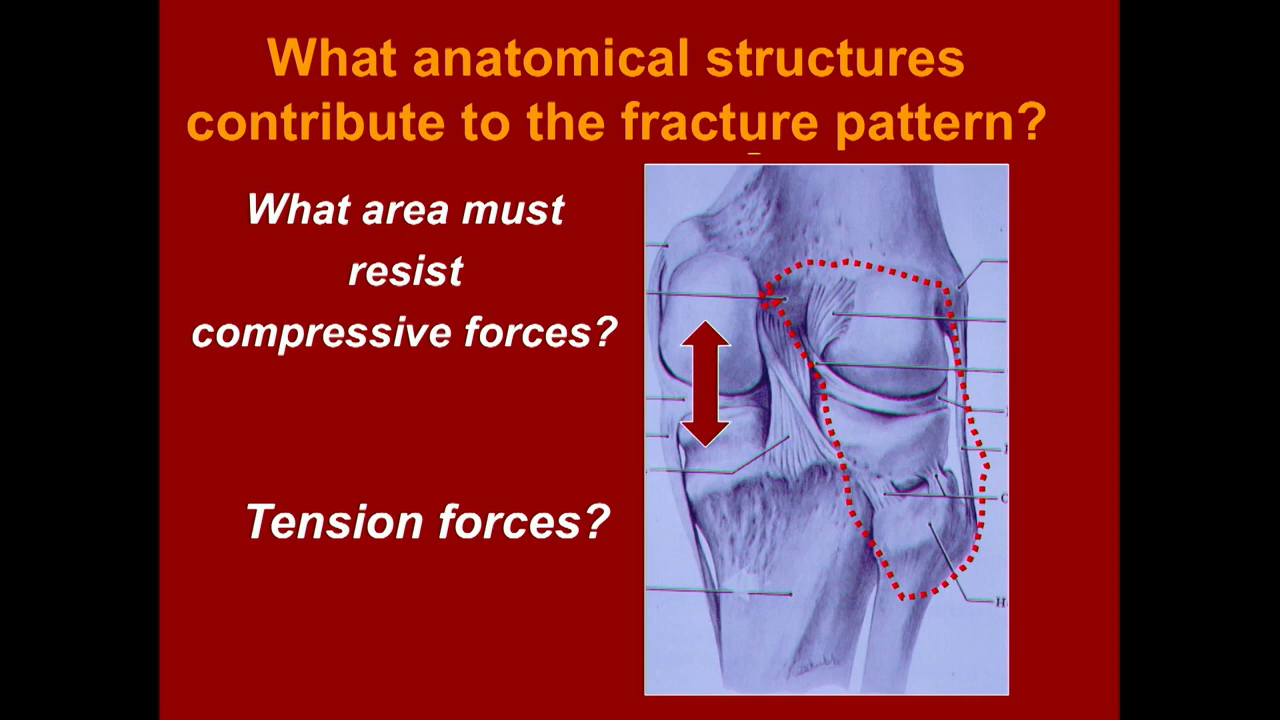 What anatomical structures
contribute to the fracture pattern?
What area must
resist
compressive forces?
Tension forces?
H